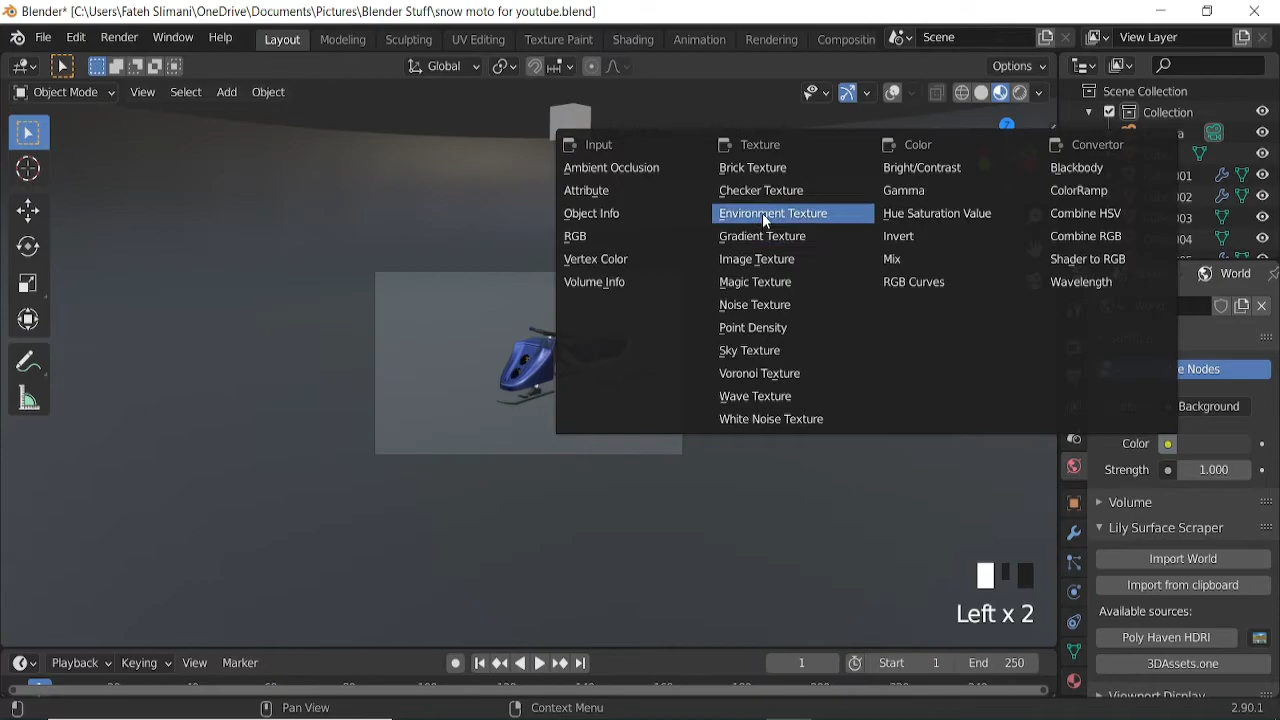 Blender* [C:\Users\Fateh Slimani\OneDrive\Documents\Pictures\Blender Stuff\snow moto for youtube.blend]
File Edit Render Window Help Layout Modeling Sculpting UV Editing Texture Paint Shading Animation Rendering Compositin Scene View Layer
Global Options
Object Mode View Select Add Object
Scene Collection
Collection
Input Texture Color Convertor
Ambient Occlusion Brick Texture Bright/Contrast Blackbody
Attribute Checker Texture Gamma ColorRamp
Object Info Environment Texture Hue Saturation Value Combine HSV
RGB Gradient Texture Invert Combine RGB
Vertex Color Image Texture Mix Shader to RGB
Volume Info Magic Texture RGB Curves Wavelength
Noise Texture
Point Density
Sky Texture
Voronoi Texture
Wave Texture
White Noise Texture
001
002
003
004
World
e Nodes
Background
Color
Strength 1.000
Volume
Lily Surface Scraper
Import World
Import from clipboard
Available sources:
Poly Haven HDRI
3DAssets.one
Viewport Display
Left x 2
Playback Keying View Marker 1 Start 1 End 250
Pan View Context Menu 2.90.1